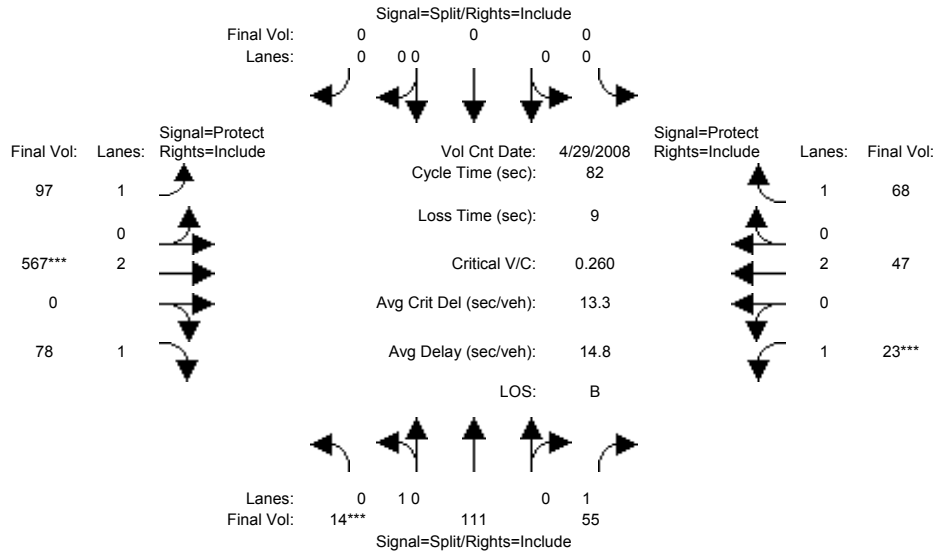 Signal=Split/Rights=Include
Final Vol: 0 0 0
Lanes: 0 0 0 0 0
Signal=Protect
Final Vol: Lanes: Rights=Include
Vol Cnt Date: 4/29/2008
Signal=Protect
Rights=Include Lanes: Final Vol:
Cycle Time (sec): 82
97 1
1 68
Loss Time (sec): 9
0
0
567*** 2
Critical V/C: 0.260
2 47
0
Avg Crit Del (sec/veh): 13.3
0
78 1
Avg Delay (sec/veh): 14.8
1 23***
LOS: B
Lanes: 0 1 0 0 1
Final Vol: 14*** 111 55
Signal=Split/Rights=Include